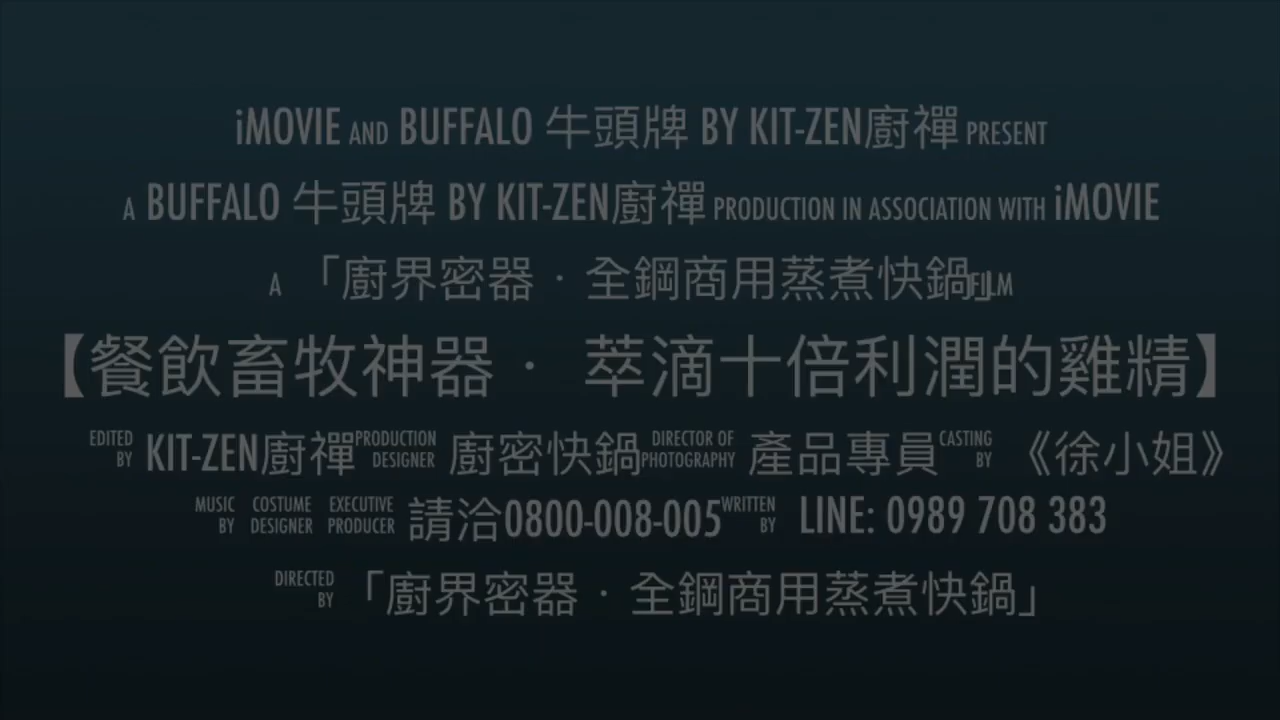 iMOVIE AND BUFFALO 牛頭牌 BY KIT-ZEN廚禪 PRESENT
A BUFFALO 牛頭牌 BY KIT-ZEN廚禪 PRODUCTION IN ASSOCIATION WITH iMOVIE
A 「廚界密器‧全鋼商用蒸煮快鍋」FILM
【餐飲畜牧神器‧ 萃滴十倍利潤的雞精】
EDITED BY KIT-ZEN廚禪 PRODUCTION DESIGNER 廚密快鍋 DIRECTOR OF PHOTOGRAPHY 產品專員 CASTING BY 《徐小姐》
MUSIC BY COSTUME DESIGNER EXECUTIVE PRODUCER 請洽0800-008-005 WRITTEN BY LINE: 0989 708 383
DIRECTED BY 「廚界密器‧全鋼商用蒸煮快鍋」